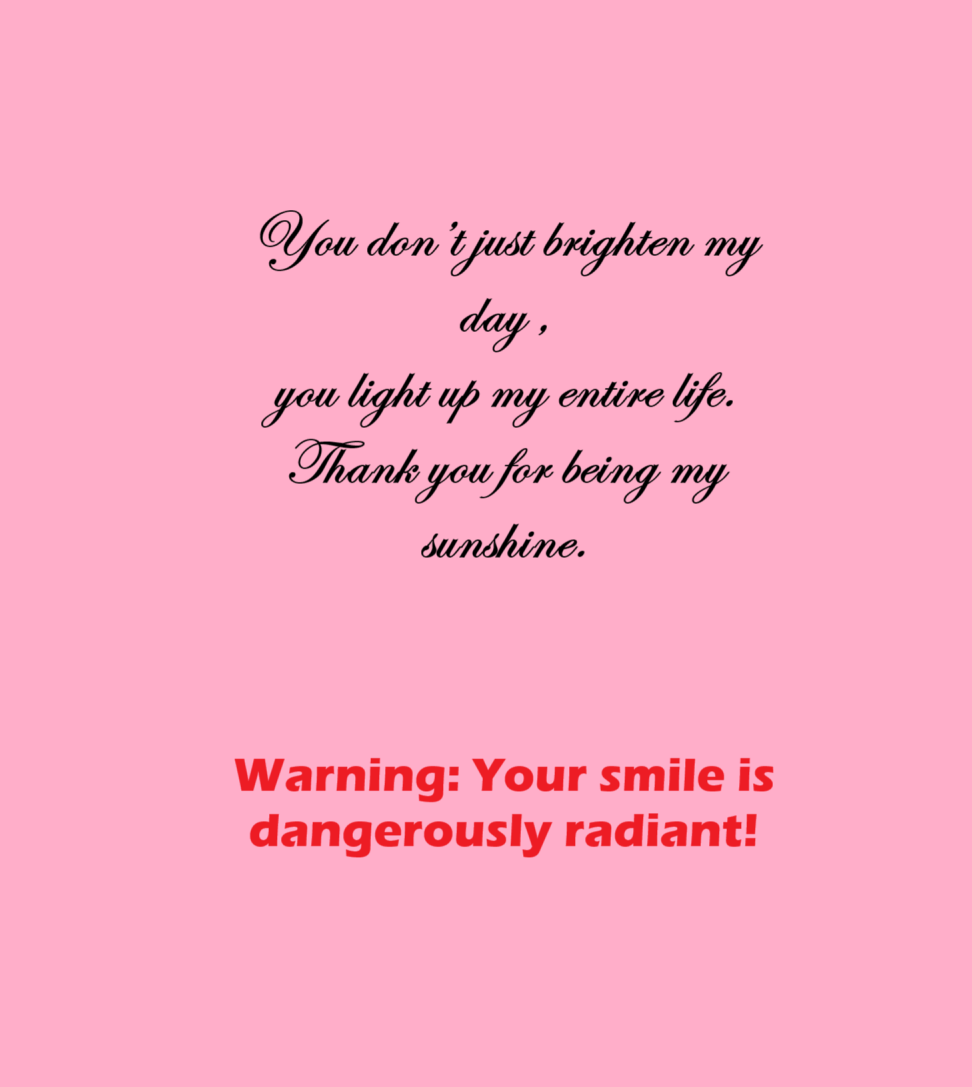 You don’t just brighten my
day ,
you light up my entire life.
Thank you for being my
sunshine.
Warning: Your smile is
dangerously radiant!